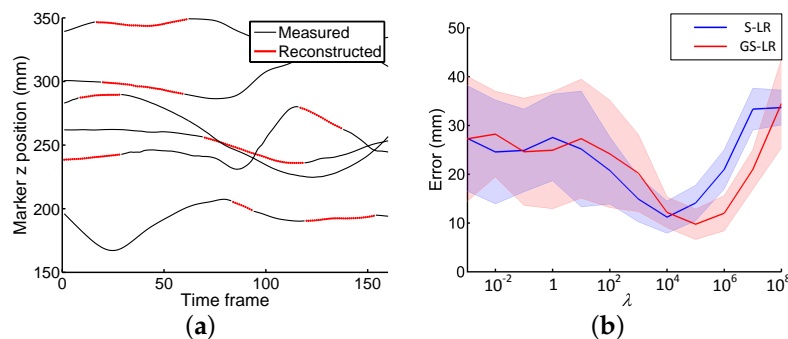 Marker z position (mm)
400
350
300
250
200
150
0
50
100
150
Time frame
Measured
Reconstructed
(a)
Error (mm)
50
40
30
20
10
0
10^-2
1
10^2
10^4
10^6
10^8
λ
S-LR
GS-LR
(b)